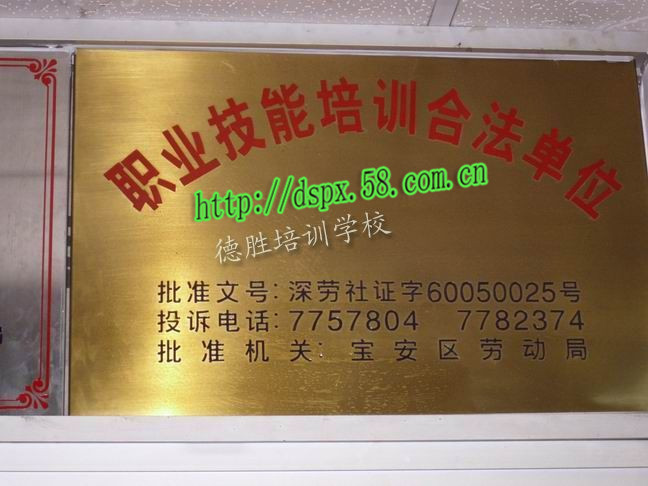 职业技能培训合法单位
http://dspx.58.com.cn
德胜培训学校
批准文号:深劳社证字60050025号
投诉电话:7757804 7782374
批准机关:宝安区劳动局